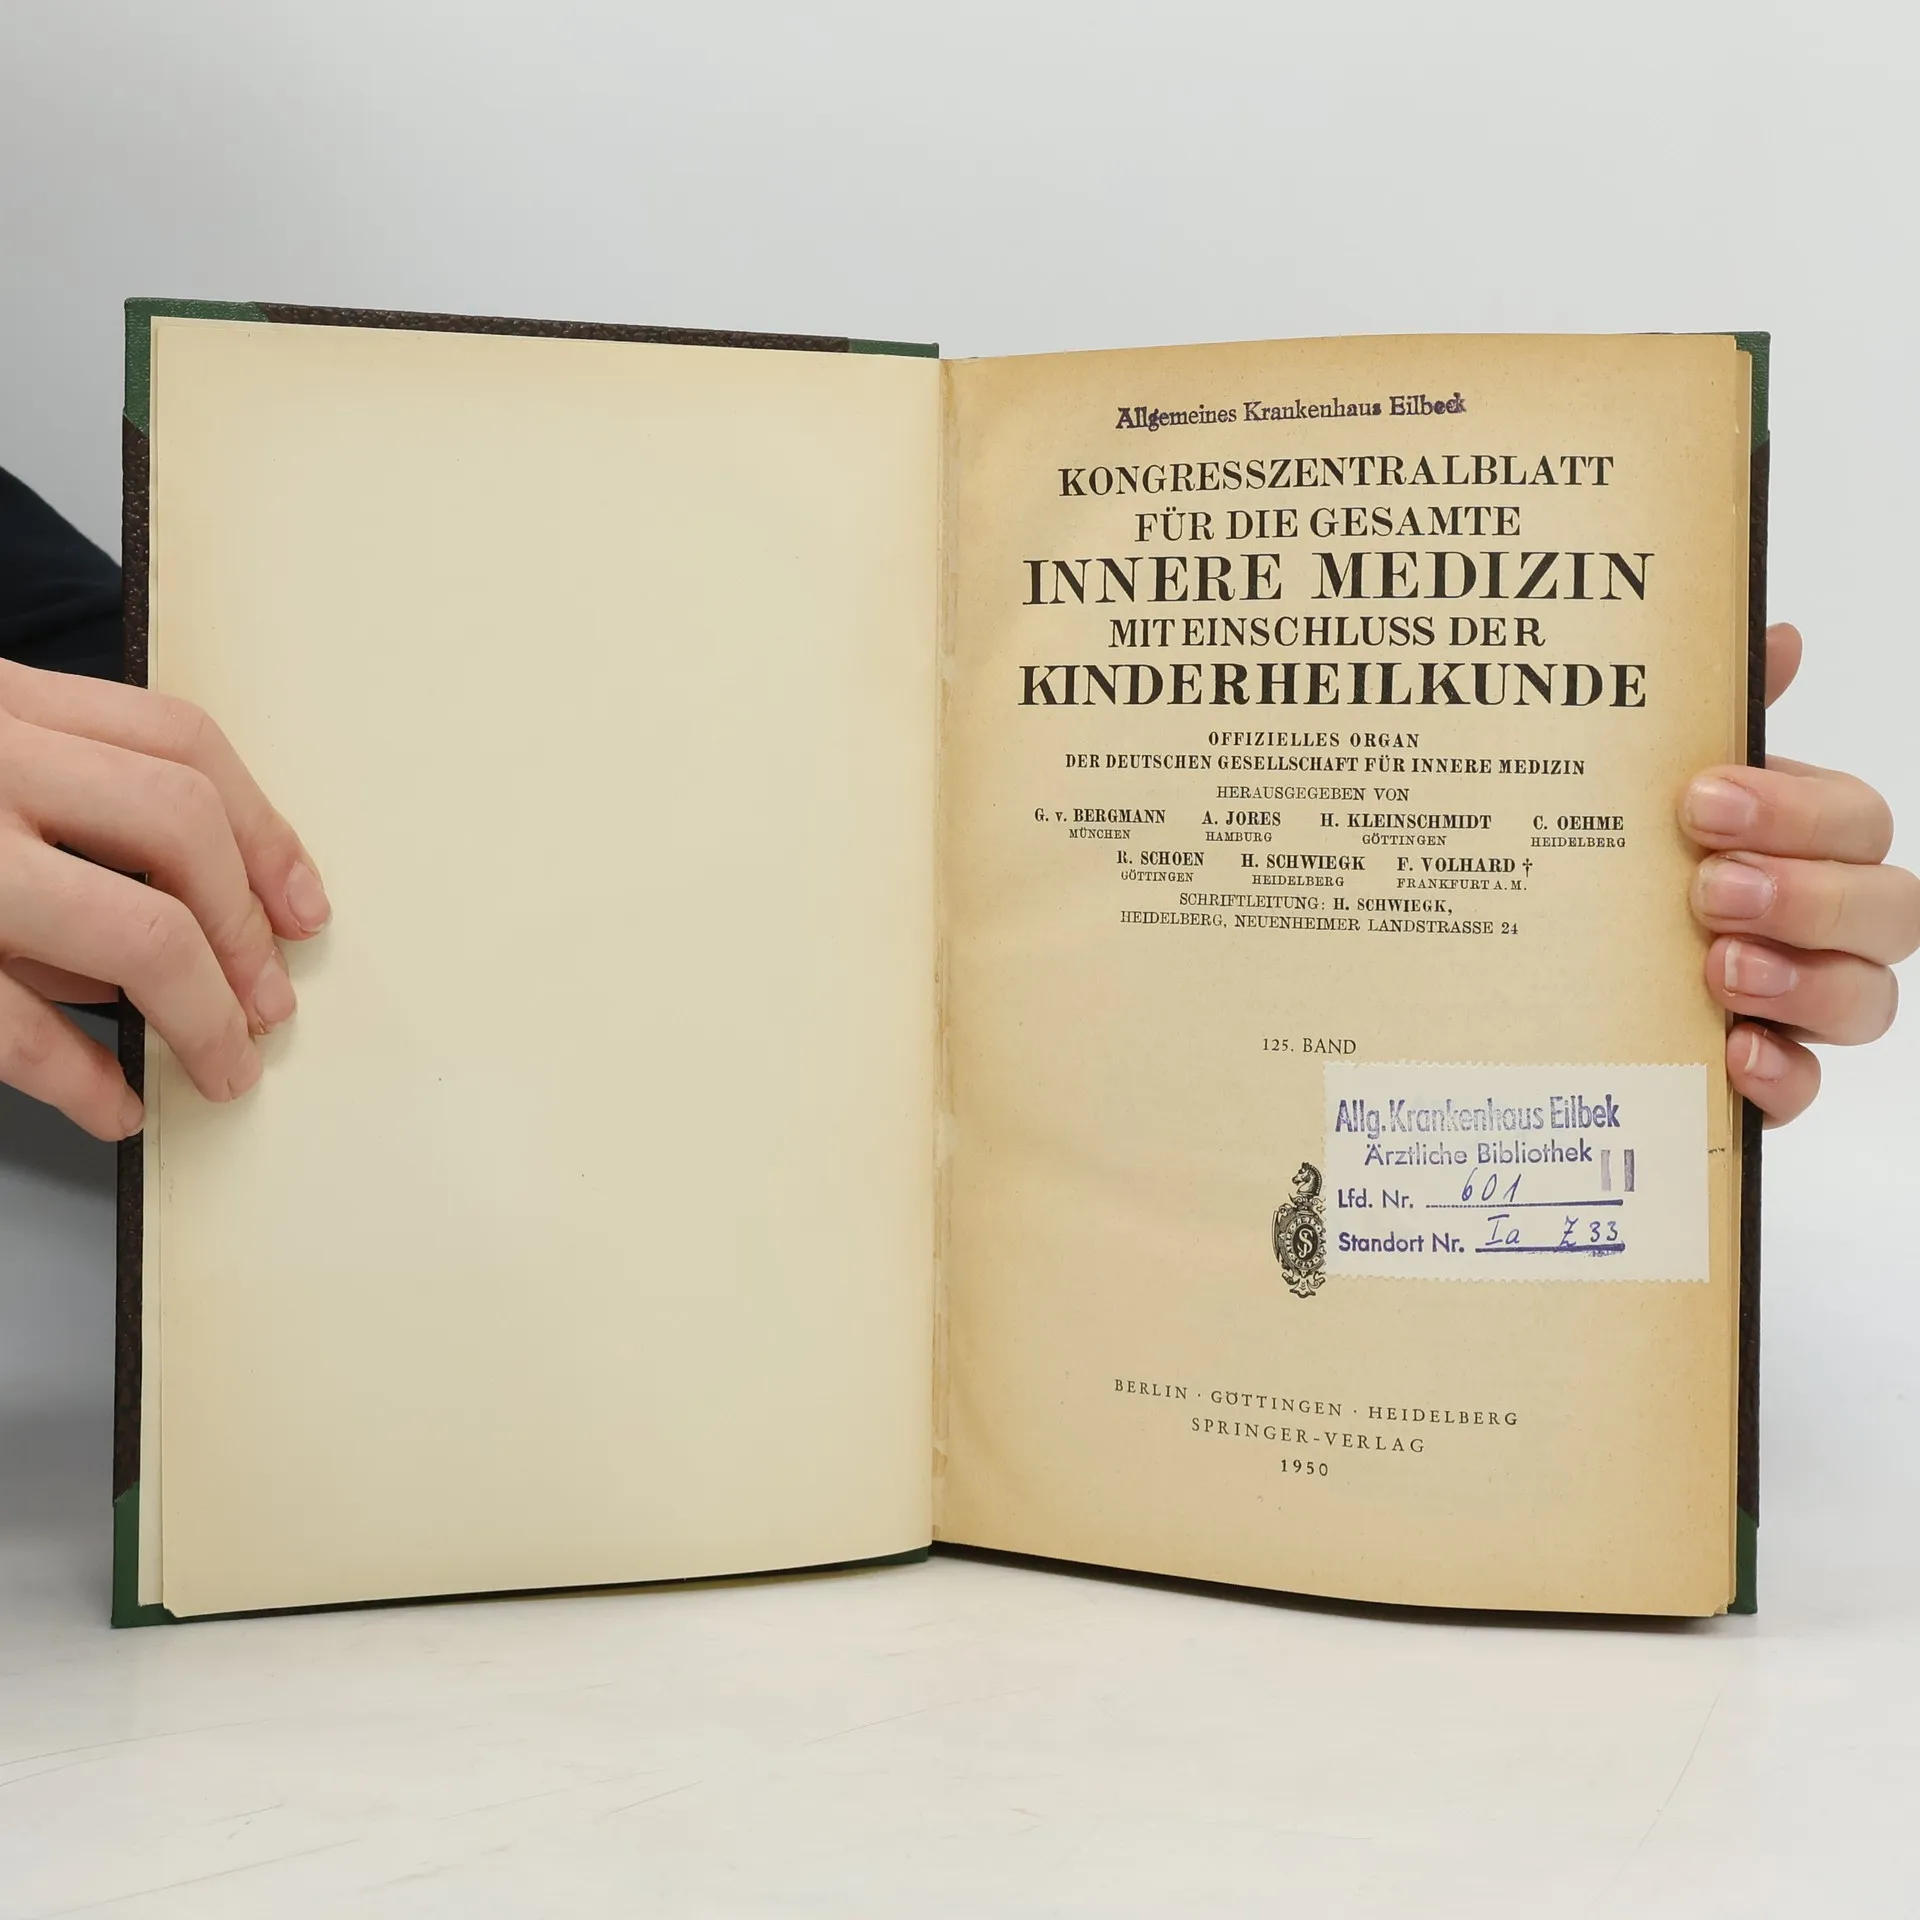 Allgemeines Krankenhaus Eilbeck
KONGRESSZENTRALBLATT
FÜR DIE GESAMTE
INNERE MEDIZIN
MIT EINSCHLUSS DER
KINDERHEILKUNDE
OFFIZIELLES ORGAN
DER DEUTSCHEN GESELLSCHAFT FÜR INNERE MEDIZIN
HERAUSGEGEBEN VON
G. v. BERGMANN A. JORES H. KLEINSCHMIDT C. OEHME
MÜNCHEN HAMBURG GÖTTINGEN HEIDELBERG
R. SCHOEN H. SCHWIEGK F. VOLHARD †
GÖTTINGEN HEIDELBERG FRANKFURT A. M.
SCHRIFTLEITUNG: H. SCHWIEGK,
HEIDELBERG, NEUENHEIMER LANDSTRASSE 24
125. BAND
Allg. Krankenhaus Eilbek
Ärztliche Bibliothek
Lfd. Nr. 601
Standort Nr. Ia Z 33
BERLIN · GÖTTINGEN · HEIDELBERG
SPRINGER-VERLAG
1950